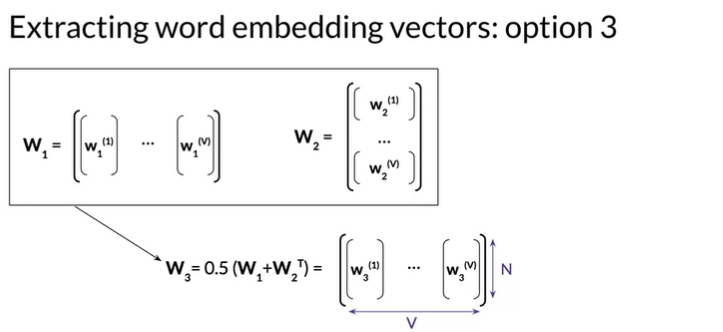 Extracting word embedding vectors: option 3
W₁ = [ [ w₁⁽¹⁾ ] ... [ w₁⁽ⱽ⁾ ] ]
W₂ = [ [ w₂⁽¹⁾ ] ... [ w₂⁽ⱽ⁾ ] ]
W₃ = 0.5 (W₁+W₂ᵀ) = [ [ w₃⁽¹⁾ ] ... [ w₃⁽ⱽ⁾ ] ] N
V